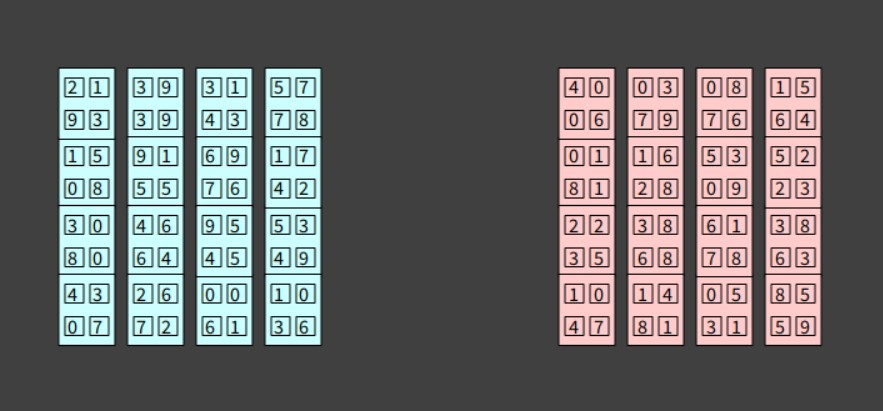 2 1 3 9 3 1 5 7 4 0 0 3 0 8 1 5
9 3 3 9 4 3 7 8 0 6 7 9 7 6 6 4
1 5 9 1 6 9 1 7 0 1 1 6 5 3 5 2
0 8 5 5 7 6 4 2 8 1 2 8 0 9 2 3
3 0 4 6 9 5 5 3 2 2 3 8 6 1 3 8
8 0 6 4 4 5 4 9 3 5 6 8 7 8 6 3
4 3 2 6 0 0 1 0 1 0 1 4 0 5 8 5
0 7 7 2 6 1 3 6 4 7 8 1 3 1 5 9